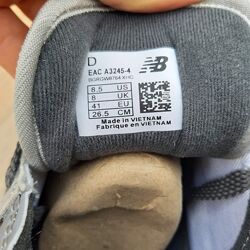 D
EAC A3245-4
NB
8.5 US
8 UK
41 EU
26.5 CM
Made in VIETNAM
Fabriqué en VIETNAM